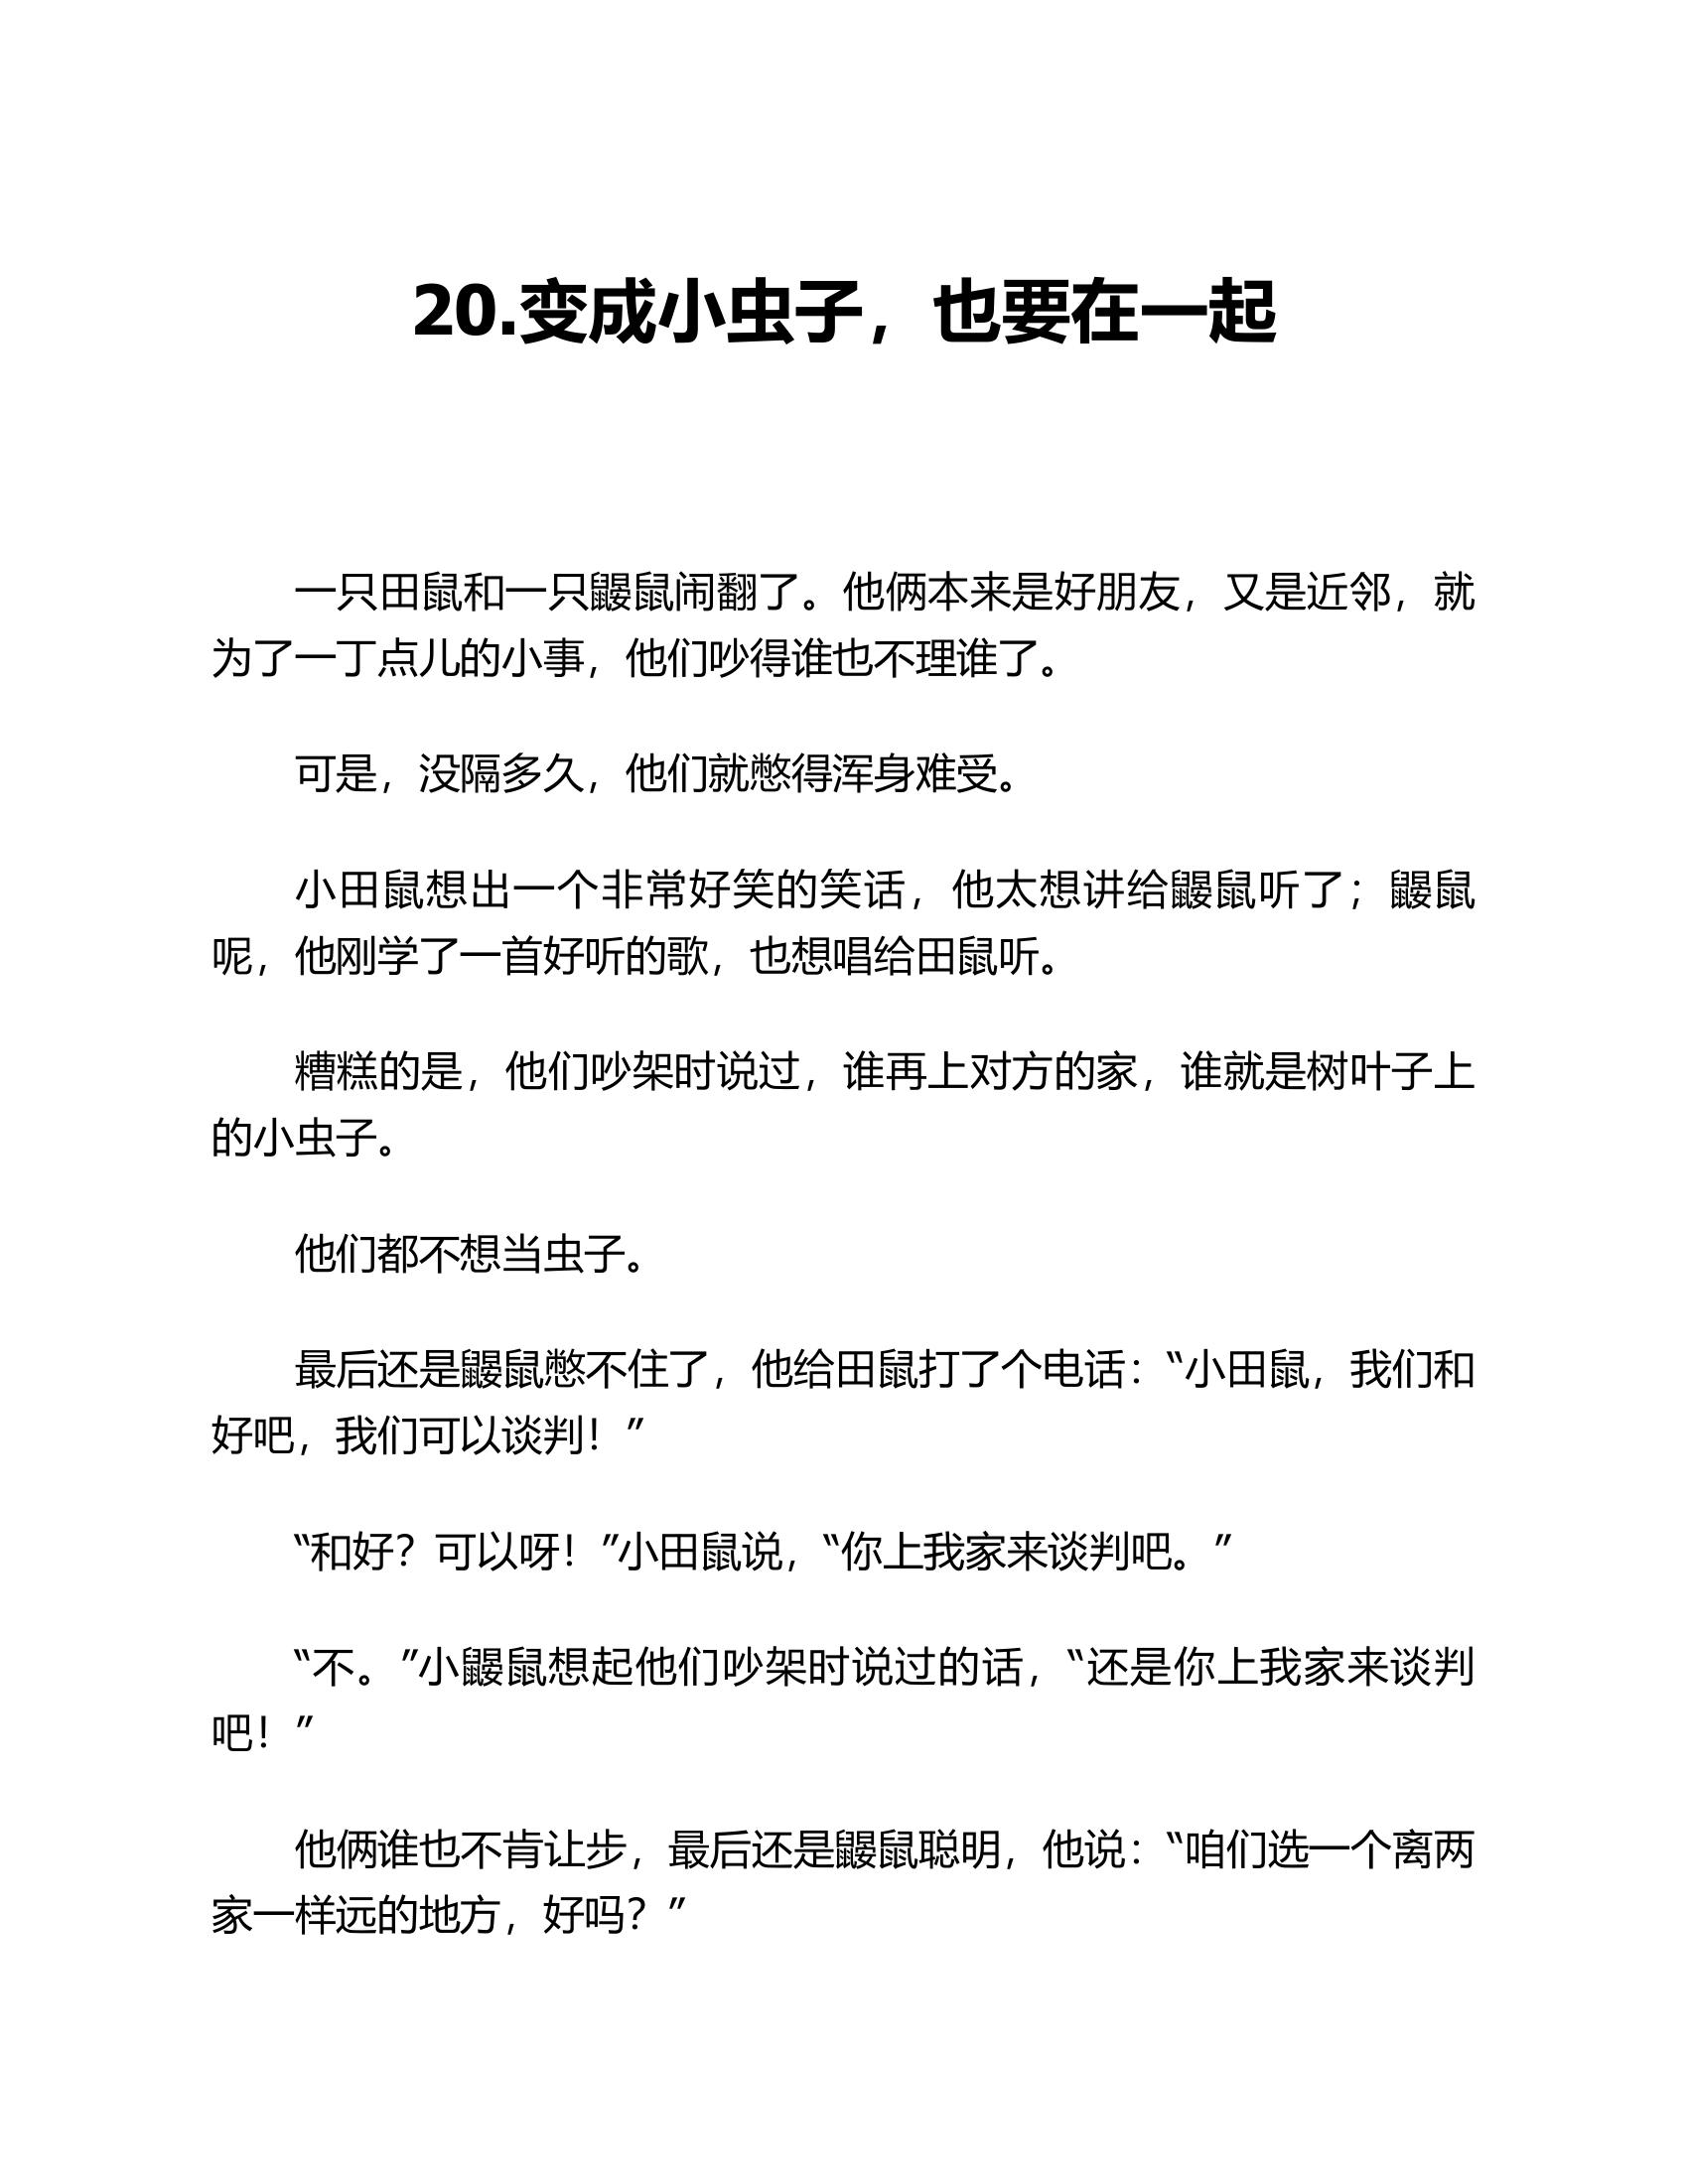 20.变成小虫子，也要在一起
一只田鼠和一只鼹鼠闹翻了。他俩本来是好朋友，又是近邻，就
为了一丁点儿的小事，他们吵得谁也不理谁了。
可是，没隔多久，他们就憋得浑身难受。
小田鼠想出一个非常好笑的笑话，他太想讲给鼹鼠听了；鼹鼠
呢，他刚学了一首好听的歌，也想唱给田鼠听。
糟糕的是，他们吵架时说过，谁再上对方的家，谁就是树叶子上
的小虫子。
他们都不想当虫子。
最后还是鼹鼠憋不住了，他给田鼠打了个电话：“小田鼠，我们和
好吧，我们可以谈判！”
“和好？可以呀！”小田鼠说，“你上我家来谈判吧。”
“不。”小鼹鼠想起他们吵架时说过的话，“还是你上我家来谈判
吧！”
他俩谁也不肯让步，最后还是鼹鼠聪明，他说：“咱们选一个离两
家一样远的地方，好吗？”